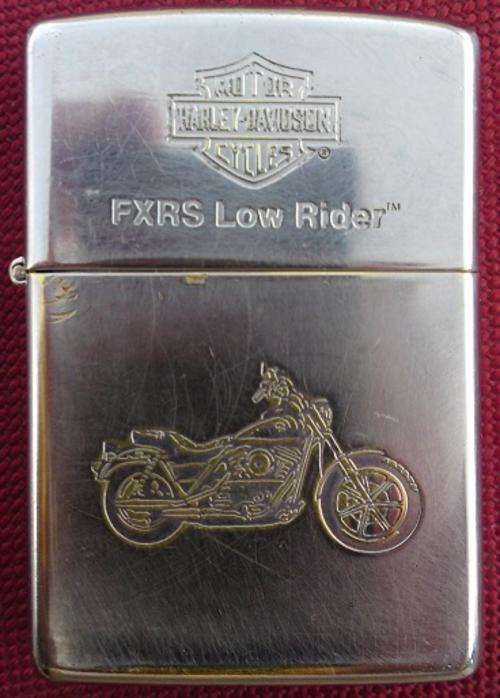 MOTOR
HARLEY-DAVIDSON
CYCLES®
FXRS Low Rider™